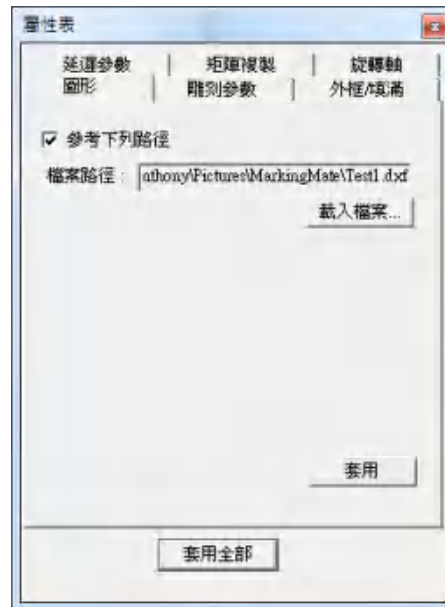 屬性表
延遲參數 | 矩陣複製 | 旋轉軸
圖形 | 雕刻參數 | 外框/填滿
參考下列路徑
檔案路徑： athony\Pictures\MarkingMate\Test1.dxf
載入檔案...
套用
套用全部